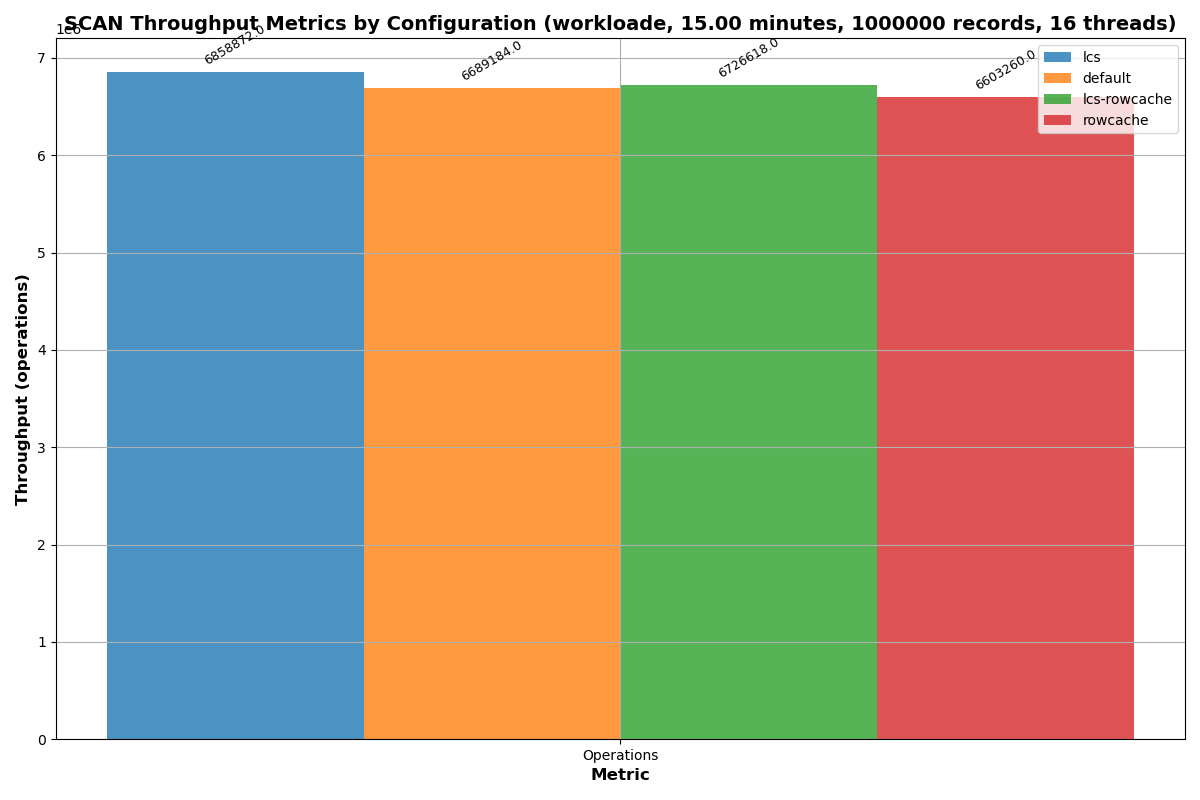 SCAN Throughput Metrics by Configuration (workloade, 15.00 minutes, 1000000 records, 16 threads)
1e6
6858872.0
6689184.0
6726618.0
6603260.0
lcs
default
lcs-rowcache
rowcache
7
6
5
4
3
2
1
0
Throughput (operations)
Operations
Metric